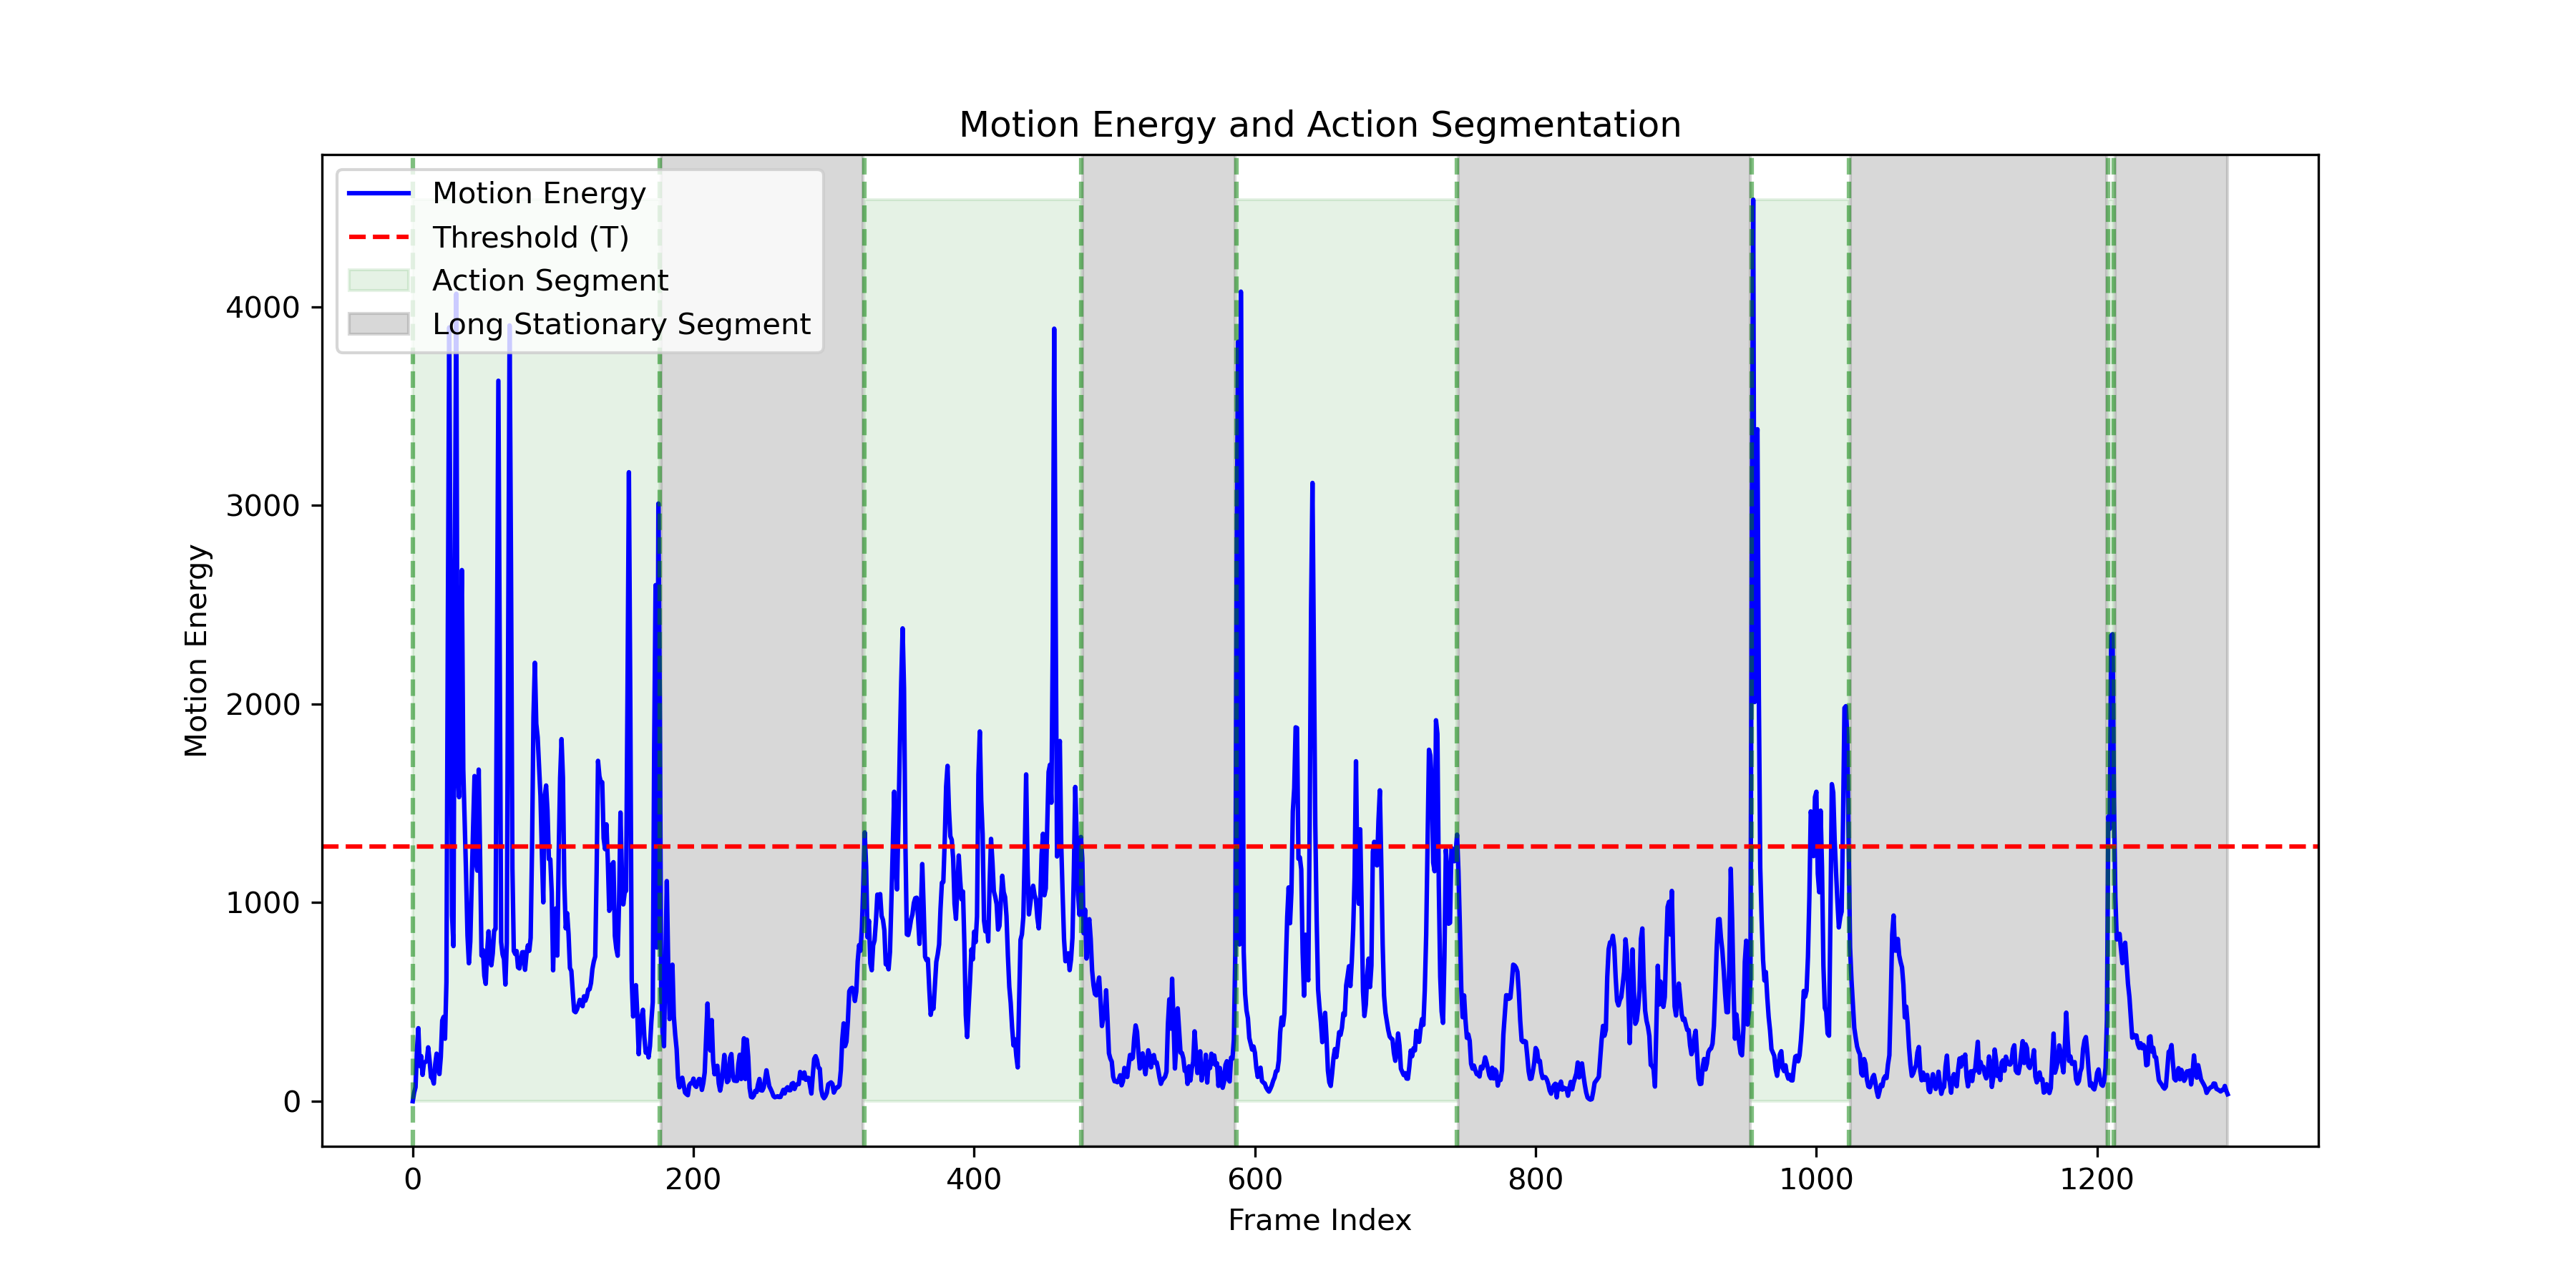 Motion Energy and Action Segmentation
Motion Energy
Threshold (T)
Action Segment
Long Stationary Segment
Motion Energy
4000
3000
2000
1000
0
0 200 400 600 800 1000 1200
Frame Index